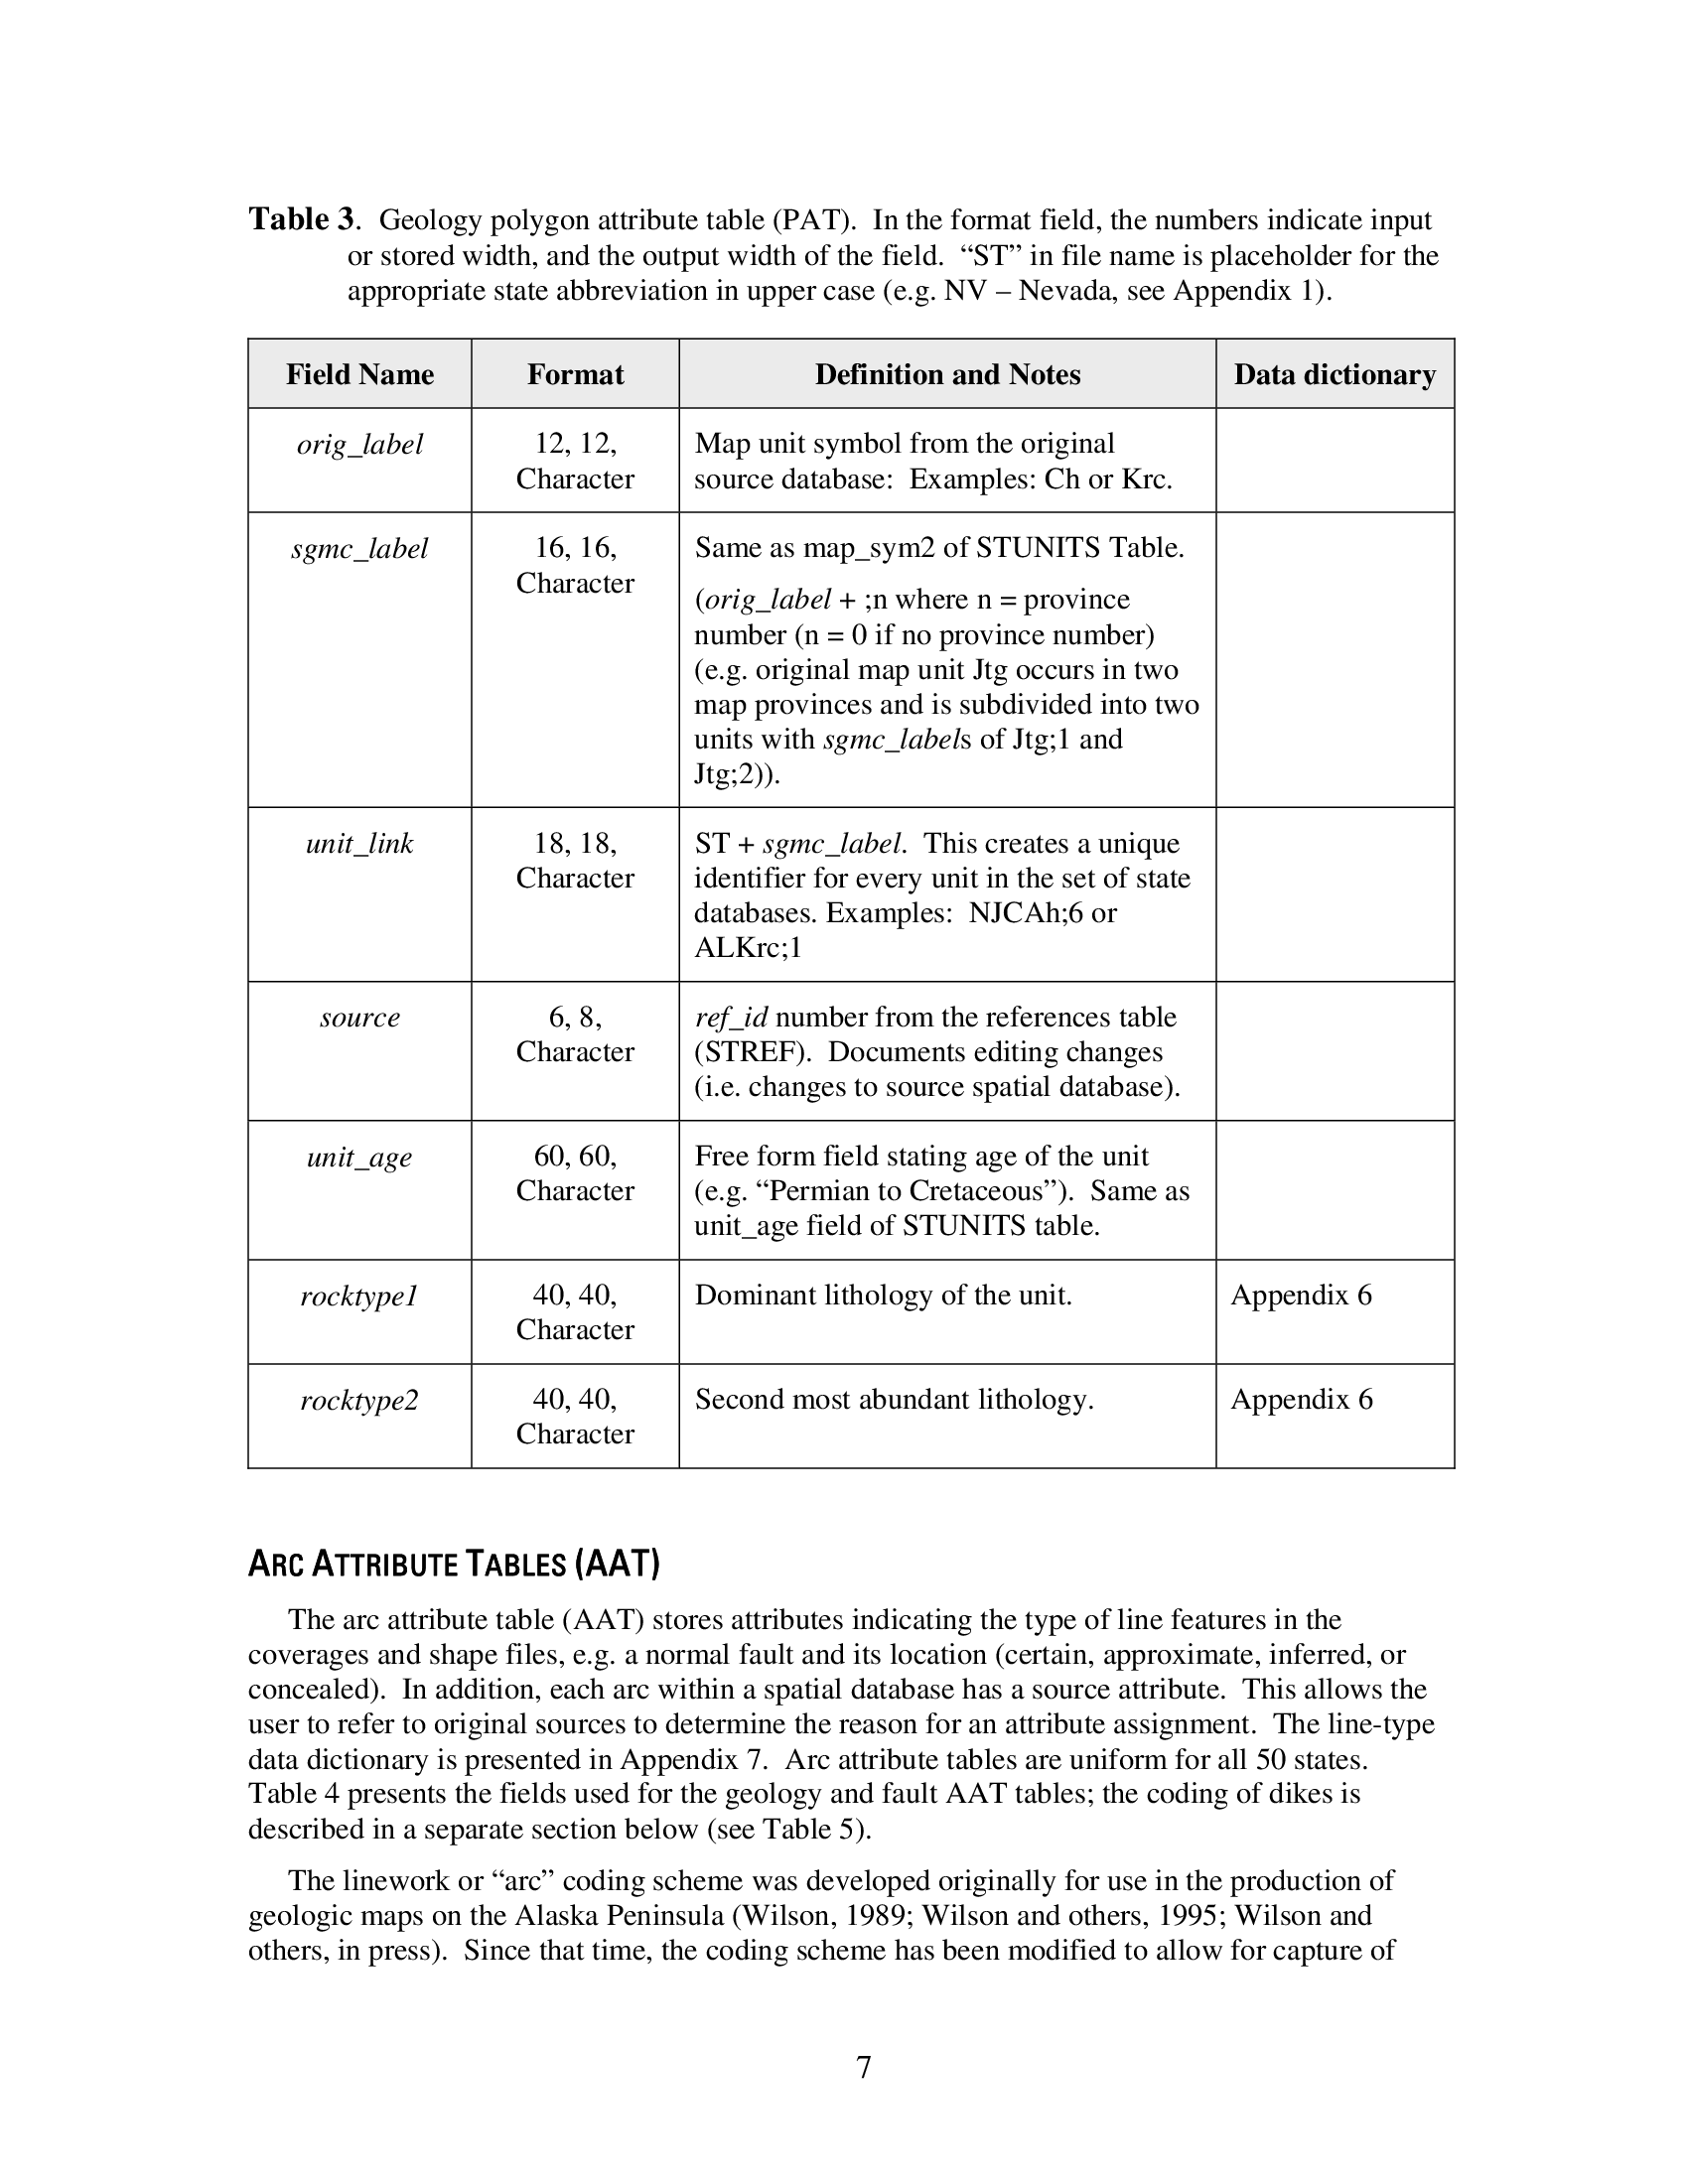 Table 3.  Geology polygon attribute table (PAT).  In the format field, the numbers indicate input
or stored width, and the output width of the field.  “ST” in file name is placeholder for the
appropriate state abbreviation in upper case (e.g. NV – Nevada, see Appendix 1).
Field Name
Format
Definition and Notes
Data dictionary
orig_label
12, 12,
Character
Map unit symbol from the original
source database:  Examples: Ch or Krc.
sgmc_label
16, 16,
Character
Same as map_sym2 of STUNITS Table.
(orig_label + ;n where n = province
number (n = 0 if no province number)
(e.g. original map unit Jtg occurs in two
map provinces and is subdivided into two
units with sgmc_labels of Jtg;1 and
Jtg;2)).
unit_link
18, 18,
Character
ST + sgmc_label.  This creates a unique
identifier for every unit in the set of state
databases. Examples:  NJCAh;6 or
ALKrc;1
source
6, 8,
Character
ref_id number from the references table
(STREF).  Documents editing changes
(i.e. changes to source spatial database).
unit_age
60, 60,
Character
Free form field stating age of the unit
(e.g. “Permian to Cretaceous”).  Same as
unit_age field of STUNITS table.
rocktype1
40, 40,
Character
Dominant lithology of the unit.
Appendix 6
rocktype2
40, 40,
Character
Second most abundant lithology.
Appendix 6
ARC ATTRIBUTE TABLES (AAT)
The arc attribute table (AAT) stores attributes indicating the type of line features in the
coverages and shape files, e.g. a normal fault and its location (certain, approximate, inferred, or
concealed).  In addition, each arc within a spatial database has a source attribute.  This allows the
user to refer to original sources to determine the reason for an attribute assignment.  The line-type
data dictionary is presented in Appendix 7.  Arc attribute tables are uniform for all 50 states.
Table 4 presents the fields used for the geology and fault AAT tables; the coding of dikes is
described in a separate section below (see Table 5).
The linework or “arc” coding scheme was developed originally for use in the production of
geologic maps on the Alaska Peninsula (Wilson, 1989; Wilson and others, 1995; Wilson and
others, in press).  Since that time, the coding scheme has been modified to allow for capture of
7